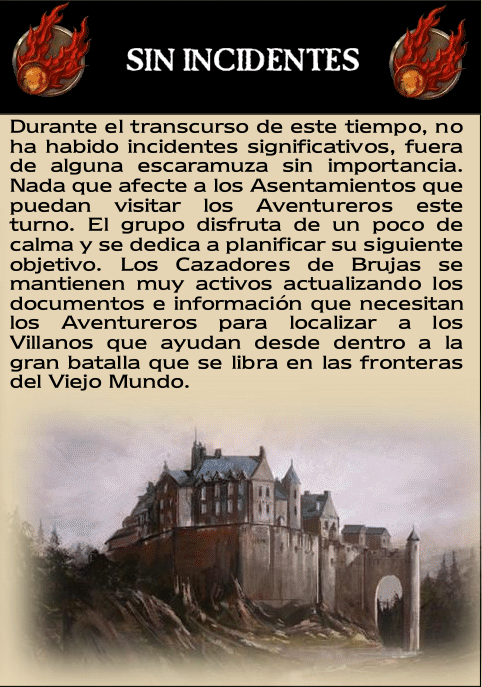 SIN INCIDENTES
Durante el transcurso de este tiempo, no
ha habido incidentes significativos, fuera
de alguna escaramuza sin importancia.
Nada que afecte a los Asentamientos que
puedan visitar los Aventureros este
turno. El grupo disfruta de un poco de
calma y se dedica a planificar su siguiente
objetivo. Los Cazadores de Brujas se
mantienen muy activos actualizando los
documentos e información que necesitan
los Aventureros para localizar a los
Villanos que ayudan desde dentro a la
gran batalla que se libra en las fronteras
del Viejo Mundo.